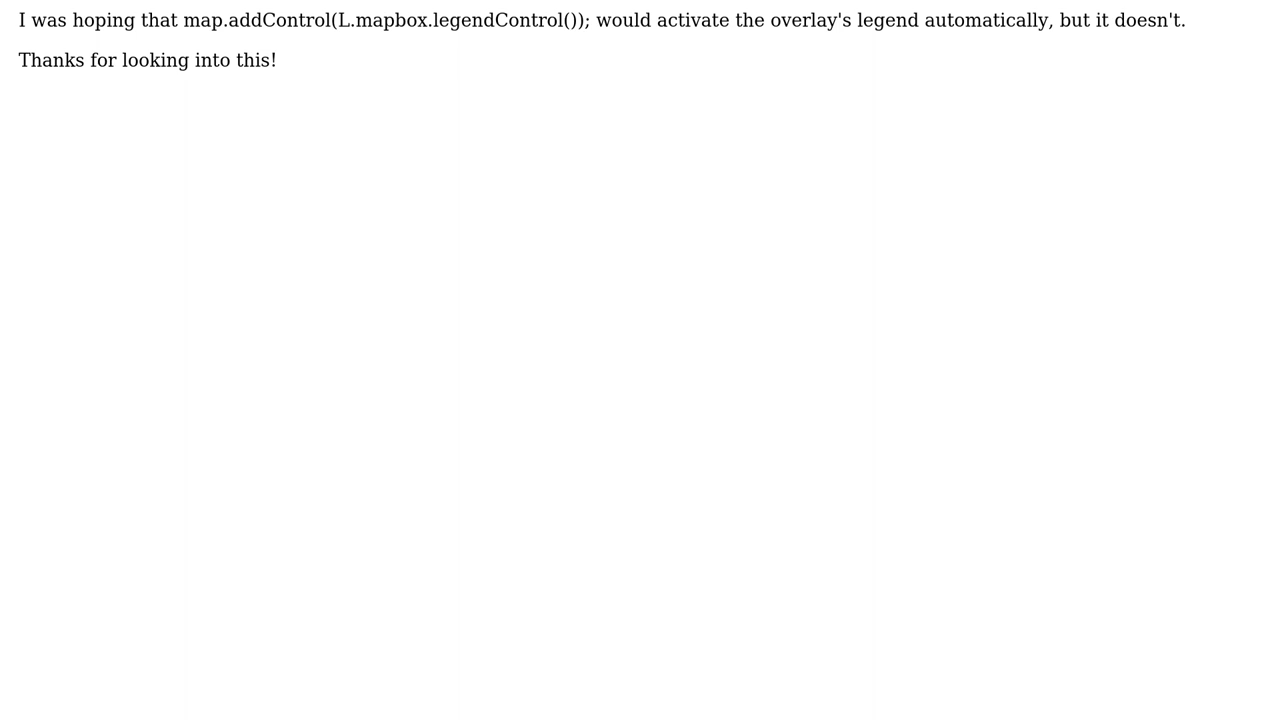 I was hoping that map.addControl(L.mapbox.legendControl()); would activate the overlay's legend automatically, but it doesn't.
Thanks for looking into this!